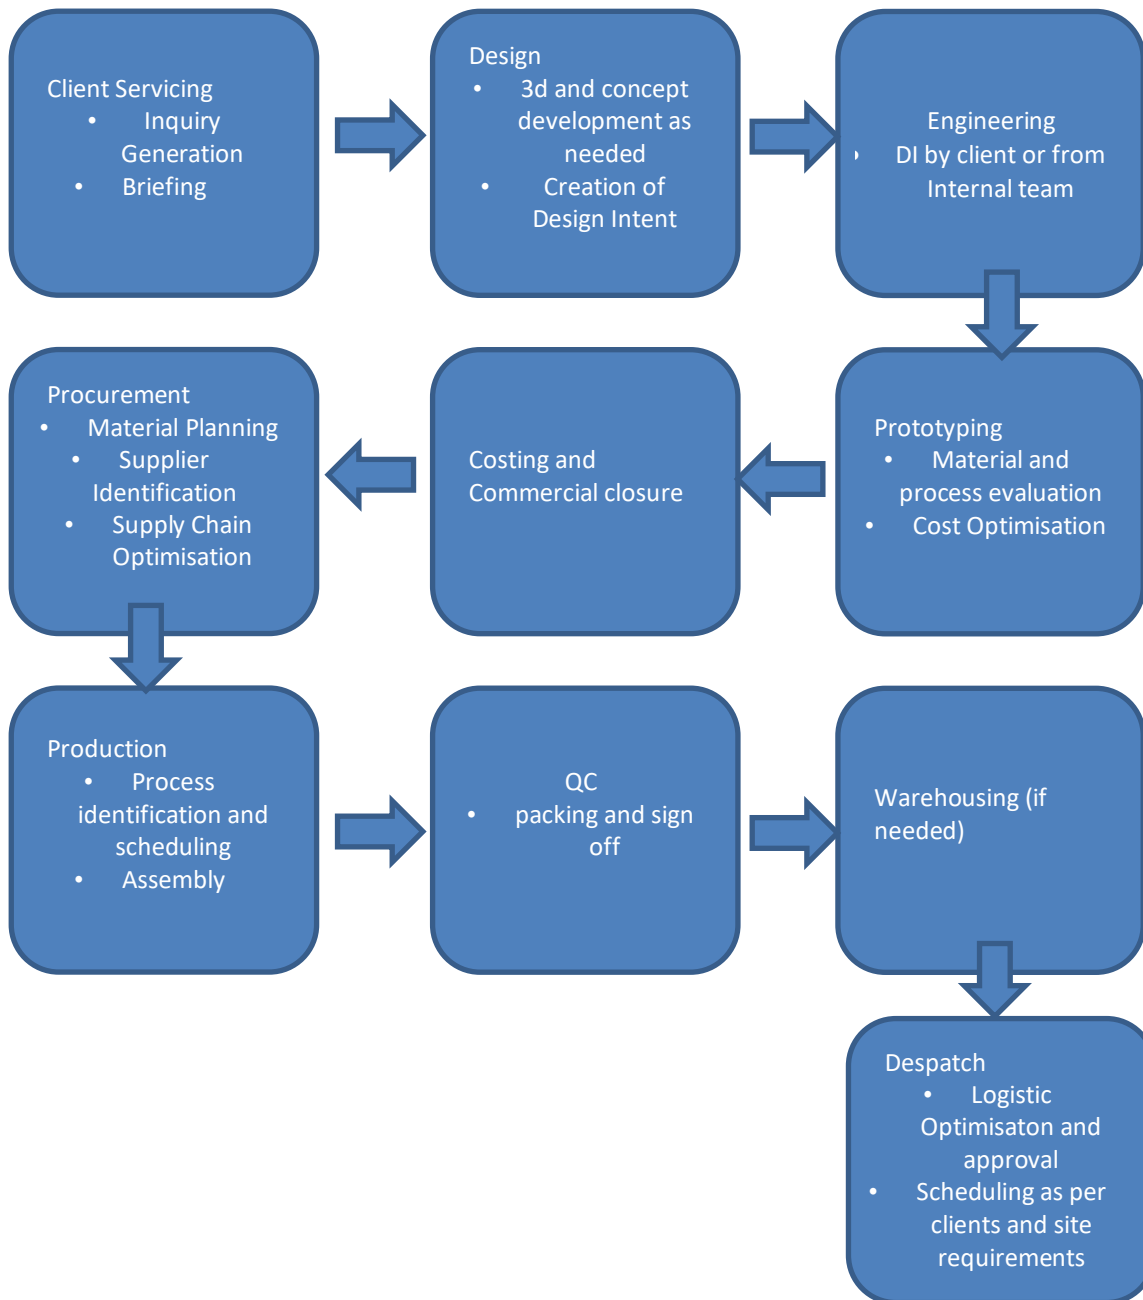 Client Servicing
• Inquiry
Generation
• Briefing
Design
• 3d and concept
development as
needed
• Creation of
Design Intent
Engineering
• DI by client or from
Internal team
Prototyping
• Material and
process evaluation
• Cost Optimisation
Costing and
Commercial closure
Procurement
• Material Planning
• Supplier
Identification
• Supply Chain
Optimisation
Production
• Process
identification and
scheduling
• Assembly
QC
• packing and sign
off
Warehousing (if
needed)
Despatch
• Logistic
Optimisaton and
approval
• Scheduling as per
clients and site
requirements